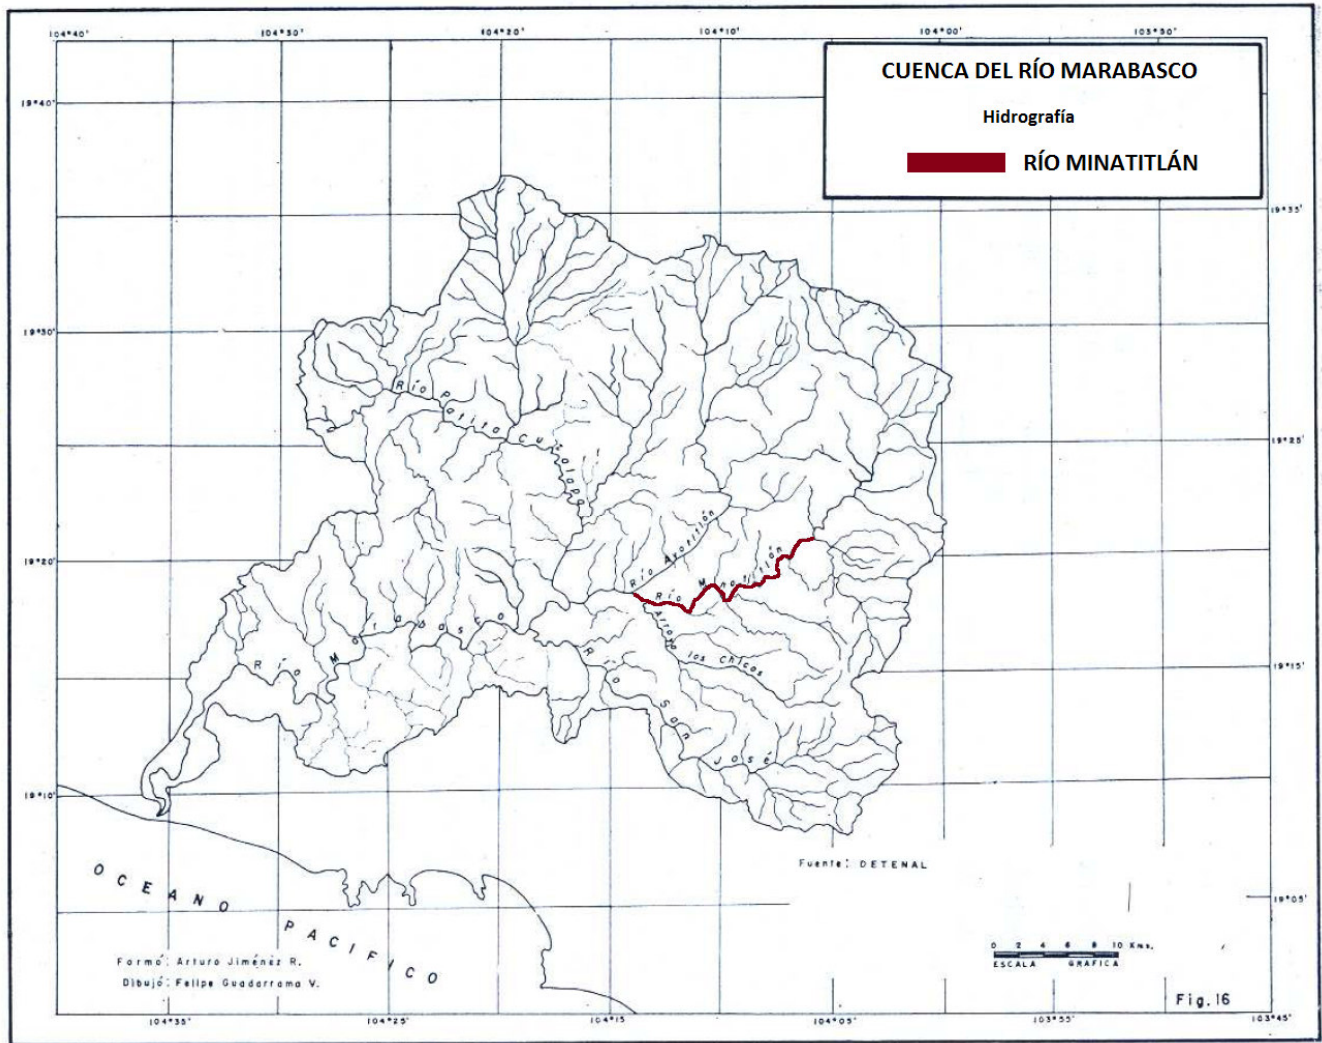 104°40' 104°30' 104°20' 104°10' 104°00' 103°50'
CUENCA DEL RÍO MARABASCO
Hidrografía
RÍO MINATITLÁN
19°40'
19°35'
19°30'
Río Patita Cuzalapa
19°25'
Río Ayotitlán
19°20'
Río Minatitlán
Río Marabasco
Arroyo los Chicos
19°15'
Río San José
19°10'
Fuente: DETENAL
OCEANO PACIFICO
19°05'
0 2 4 6 8 10 Kms.
ESCALA GRAFICA
Formó: Arturo Jiménez R.
Dibujó: Felipe Guadarrama V.
Fig. 16
104°35' 104°25' 104°15' 104°05' 103°55' 103°45'